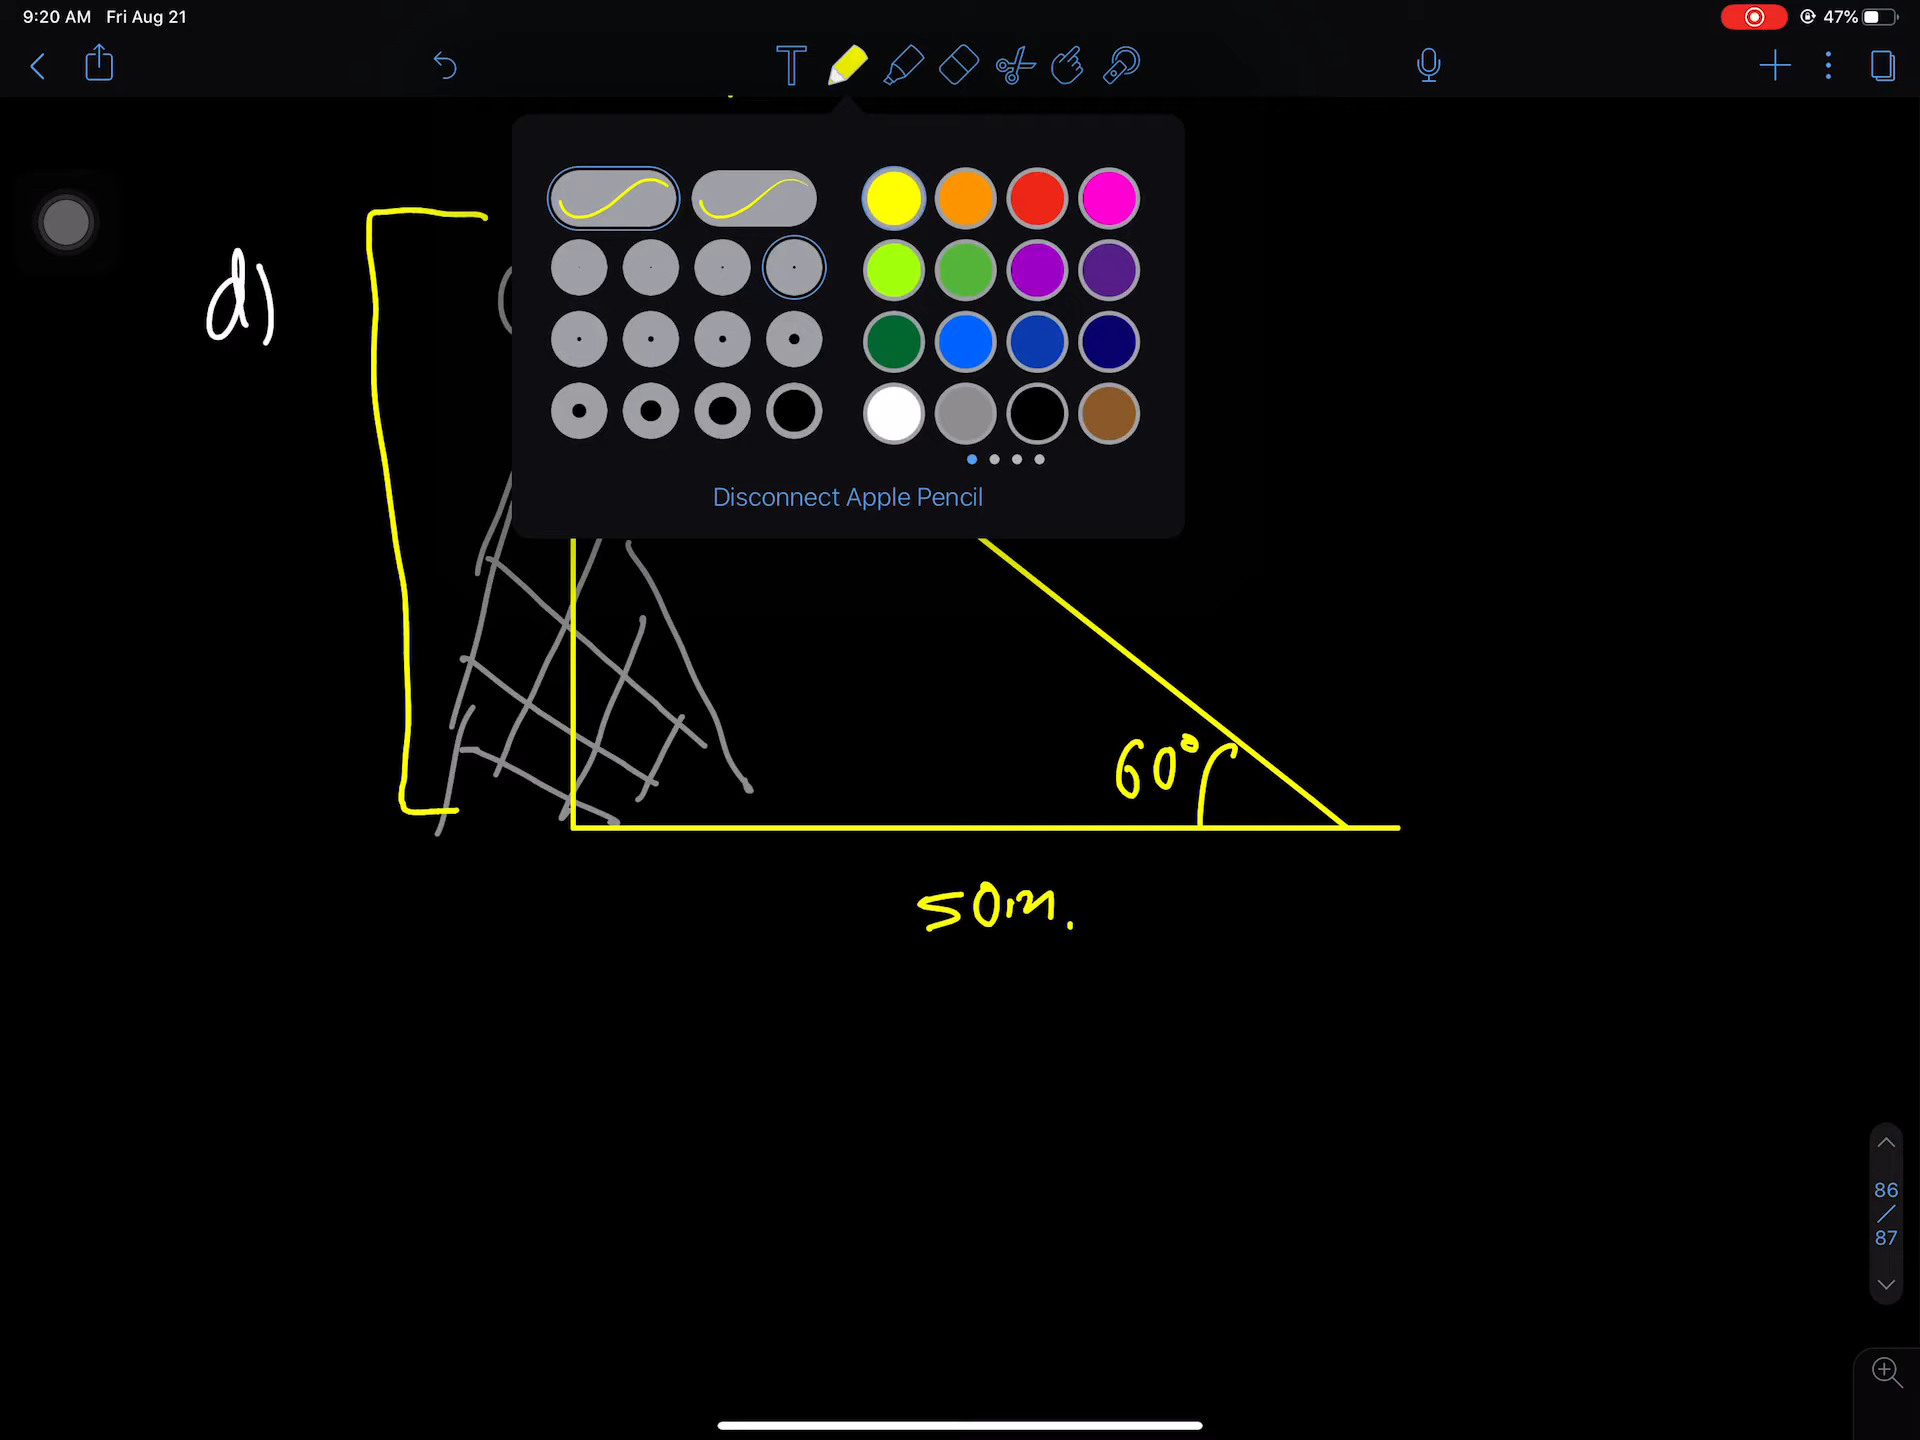 9:20 AM Fri Aug 21
47%
T
d)
Disconnect Apple Pencil
60°
50m.
86
/
87